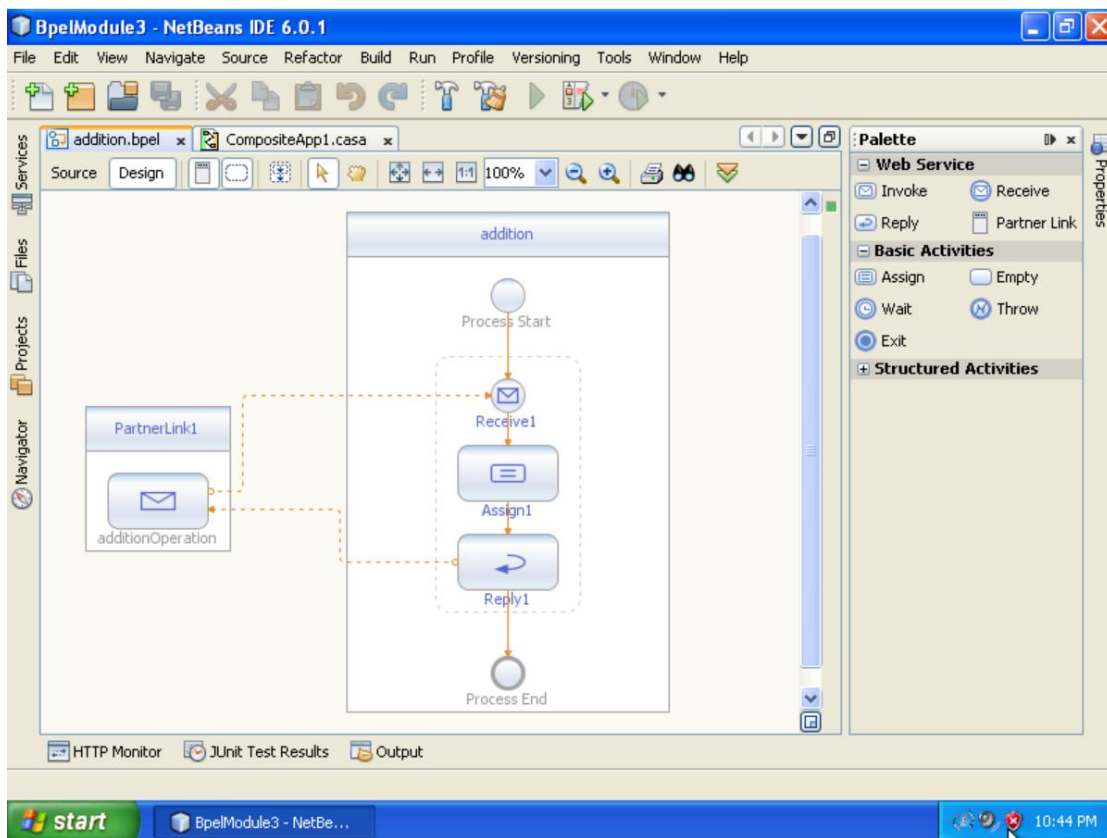 BpelModule3 - NetBeans IDE 6.0.1
File Edit View Navigate Source Refactor Build Run Profile Versioning Tools Window Help
addition.bpel x CompositeApp1.casa x
Source Design 1:1 100%
Services
Files
Projects
Navigator
addition
Process Start
Receive1
PartnerLink1
Assign1
additionOperation
Reply1
Process End
Palette
Web Service
Invoke Receive
Reply Partner Link
Basic Activities
Assign Empty
Wait Throw
Exit
Structured Activities
Properties
HTTP Monitor JUnit Test Results Output
start BpelModule3 - NetBe... 10:44 PM